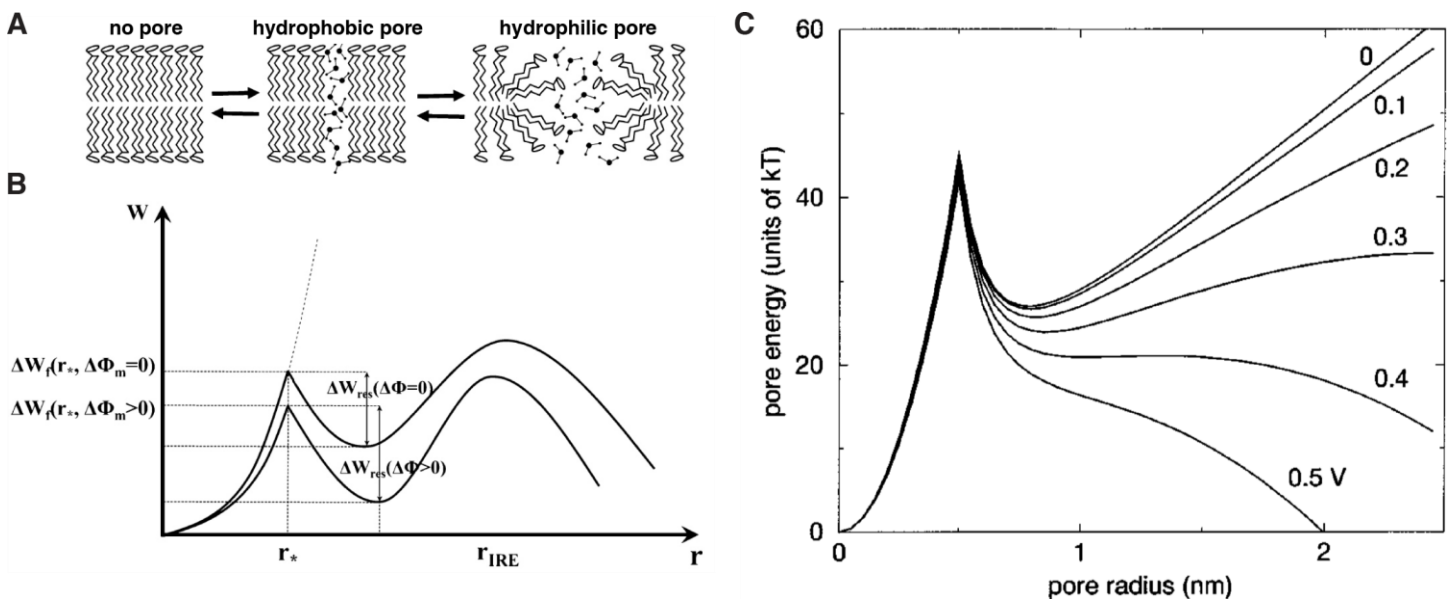 A
no pore
hydrophobic pore
hydrophilic pore
B
W
ΔW_f(r_*, ΔΦ_m=0)
ΔW_f(r_*, ΔΦ_m>0)
ΔW_res(ΔΦ=0)
ΔW_res(ΔΦ>0)
r_*
r_IRE
r
C
pore energy (units of kT)
60
40
20
0
0
0.1
0.2
0.3
0.4
0.5 V
0
1
2
pore radius (nm)